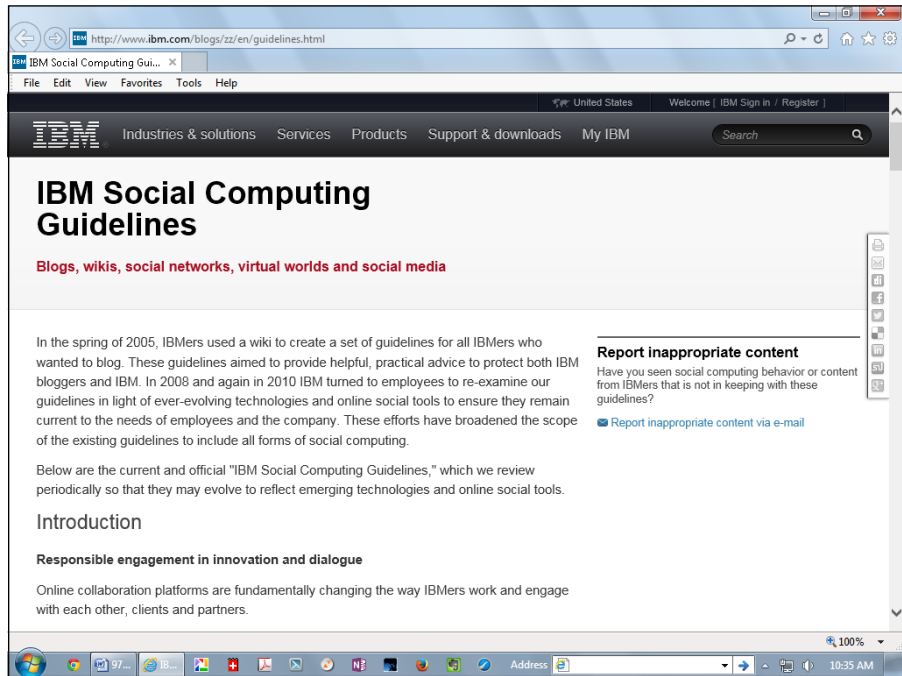 http://www.ibm.com/blogs/zz/en/guidelines.html
IBM Social Computing Gui...
File Edit View Favorites Tools Help
United States Welcome [ IBM Sign in / Register ]
IBM Industries & solutions Services Products Support & downloads My IBM Search
IBM Social Computing
Guidelines
Blogs, wikis, social networks, virtual worlds and social media
In the spring of 2005, IBMers used a wiki to create a set of guidelines for all IBMers who
wanted to blog. These guidelines aimed to provide helpful, practical advice to protect both IBM
bloggers and IBM. In 2008 and again in 2010 IBM turned to employees to re-examine our
guidelines in light of ever-evolving technologies and online social tools to ensure they remain
current to the needs of employees and the company. These efforts have broadened the scope
of the existing guidelines to include all forms of social computing.
Below are the current and official "IBM Social Computing Guidelines," which we review
periodically so that they may evolve to reflect emerging technologies and online social tools.
Introduction
Responsible engagement in innovation and dialogue
Online collaboration platforms are fundamentally changing the way IBMers work and engage
with each other, clients and partners.
Report inappropriate content
Have you seen social computing behavior or content
from IBMers that is not in keeping with these
guidelines?
Report inappropriate content via e-mail
100%
97... IB... Address 10:35 AM